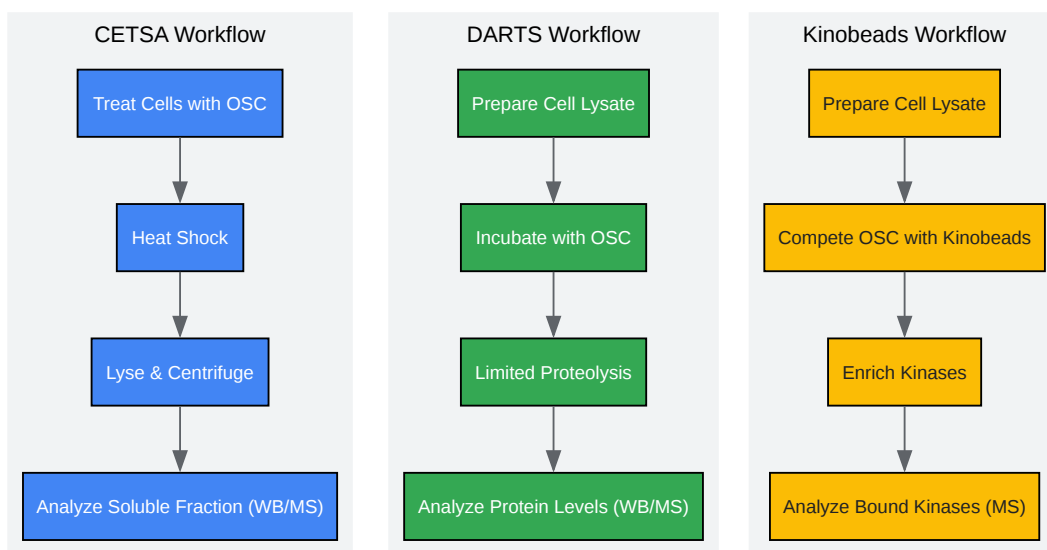 CETSA Workflow
Treat Cells with OSC
Heat Shock
Lyse & Centrifuge
Analyze Soluble Fraction (WB/MS)
DARTS Workflow
Prepare Cell Lysate
Incubate with OSC
Limited Proteolysis
Analyze Protein Levels (WB/MS)
Kinobeads Workflow
Prepare Cell Lysate
Compete OSC with Kinobeads
Enrich Kinases
Analyze Bound Kinases (MS)